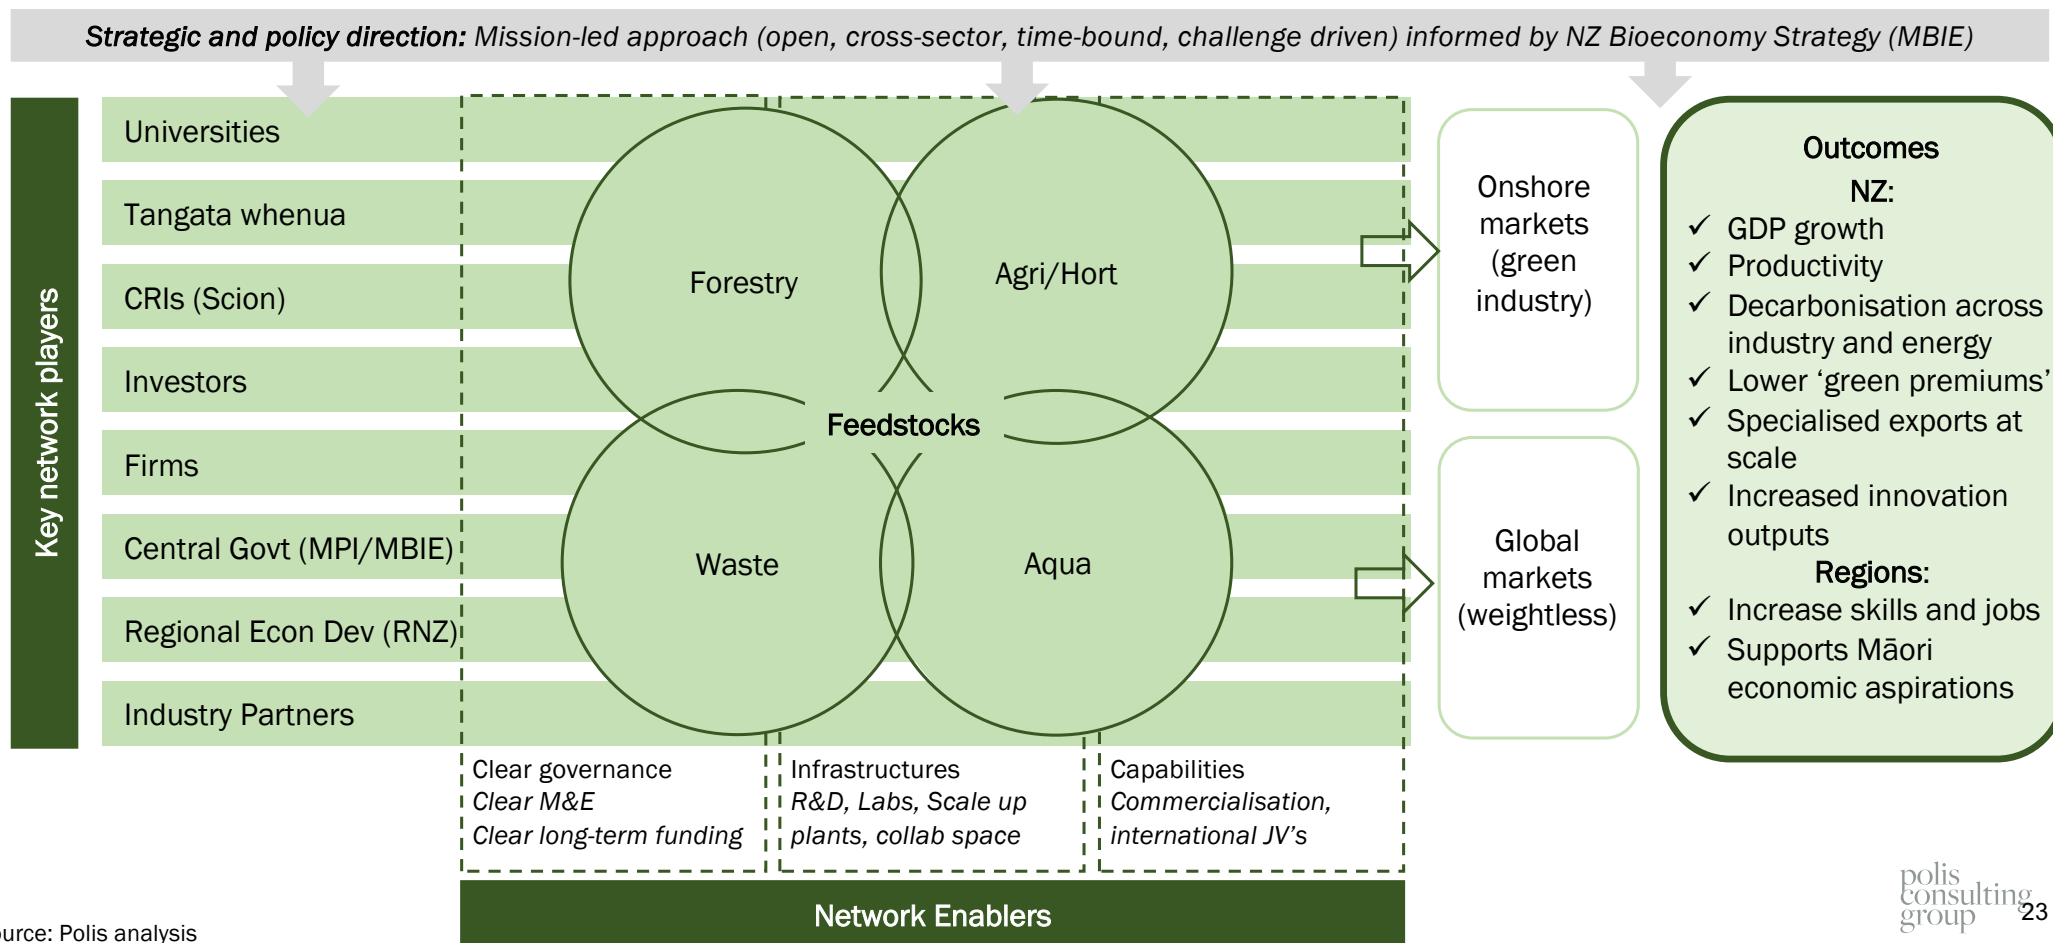 Strategic and policy direction: Mission-led approach (open, cross-sector, time-bound, challenge driven) informed by NZ Bioeconomy Strategy (MBIE)
Key network players
Universities
Tangata whenua
CRIs (Scion)
Investors
Firms
Central Govt (MPI/MBIE)
Regional Econ Dev (RNZ)
Industry Partners
Forestry
Agri/Hort
Feedstocks
Waste
Aqua
Clear governance
Clear M&E
Clear long-term funding
Infrastructures
R&D, Labs, Scale up
plants, collab space
Capabilities
Commercialisation,
international JV's
Network Enablers
Onshore
markets
(green
industry)
Global
markets
(weightless)
Outcomes
NZ:
✓ GDP growth
✓ Productivity
✓ Decarbonisation across
industry and energy
✓ Lower ‘green premiums’
✓ Specialised exports at
scale
✓ Increased innovation
outputs
Regions:
✓ Increase skills and jobs
✓ Supports Māori
economic aspirations
polis
consulting
group
23
ource: Polis analysis